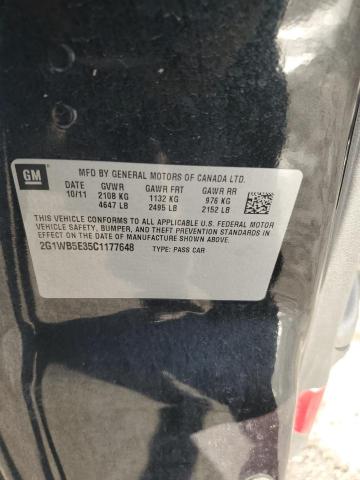 GM
MFD BY GENERAL MOTORS OF CANADA LTD.
DATE GVWR GAWR FRT GAWR RR
10/11 2108 KG 1132 KG 976 KG
4647 LB 2495 LB 2152 LB
THIS VEHICLE CONFORMS TO ALL APPLICABLE U.S. FEDERAL MOTOR
VEHICLE SAFETY, BUMPER, AND THEFT PREVENTION STANDARDS
IN EFFECT ON THE DATE OF MANUFACTURE SHOWN ABOVE.
2G1WB5E35C1177648 TYPE: PASS CAR